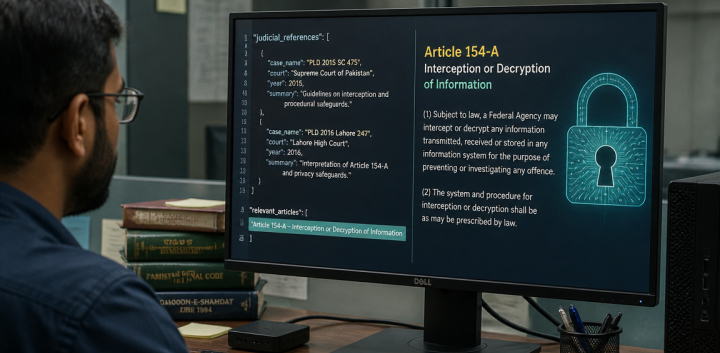 "judicial_references": [
{
"case_name": "PLD 2015 SC 475",
"court": "Supreme Court of Pakistan",
"year": 2015,
"summary": "Guidelines on interception and
procedural safeguards."
},
{
"case_name": "PLD 2016 Lahore 247",
"court": "Lahore High Court",
"year": 2016,
"summary": "Interpretation of Article 154-A
and privacy safeguards."
}
]
"relevant_articles": [
"Article 154-A – Interception or Decryption of Information
]
Article 154-A
Interception or Decryption
of Information
(1) Subject to law, a Federal Agency may
intercept or decrypt any information
transmitted, received or stored in any
information system for the purpose of
preventing or investigating any offence.
(2) The system and procedure for
interception or decryption shall be
as may be prescribed by law.
DELL
PENAL CODE